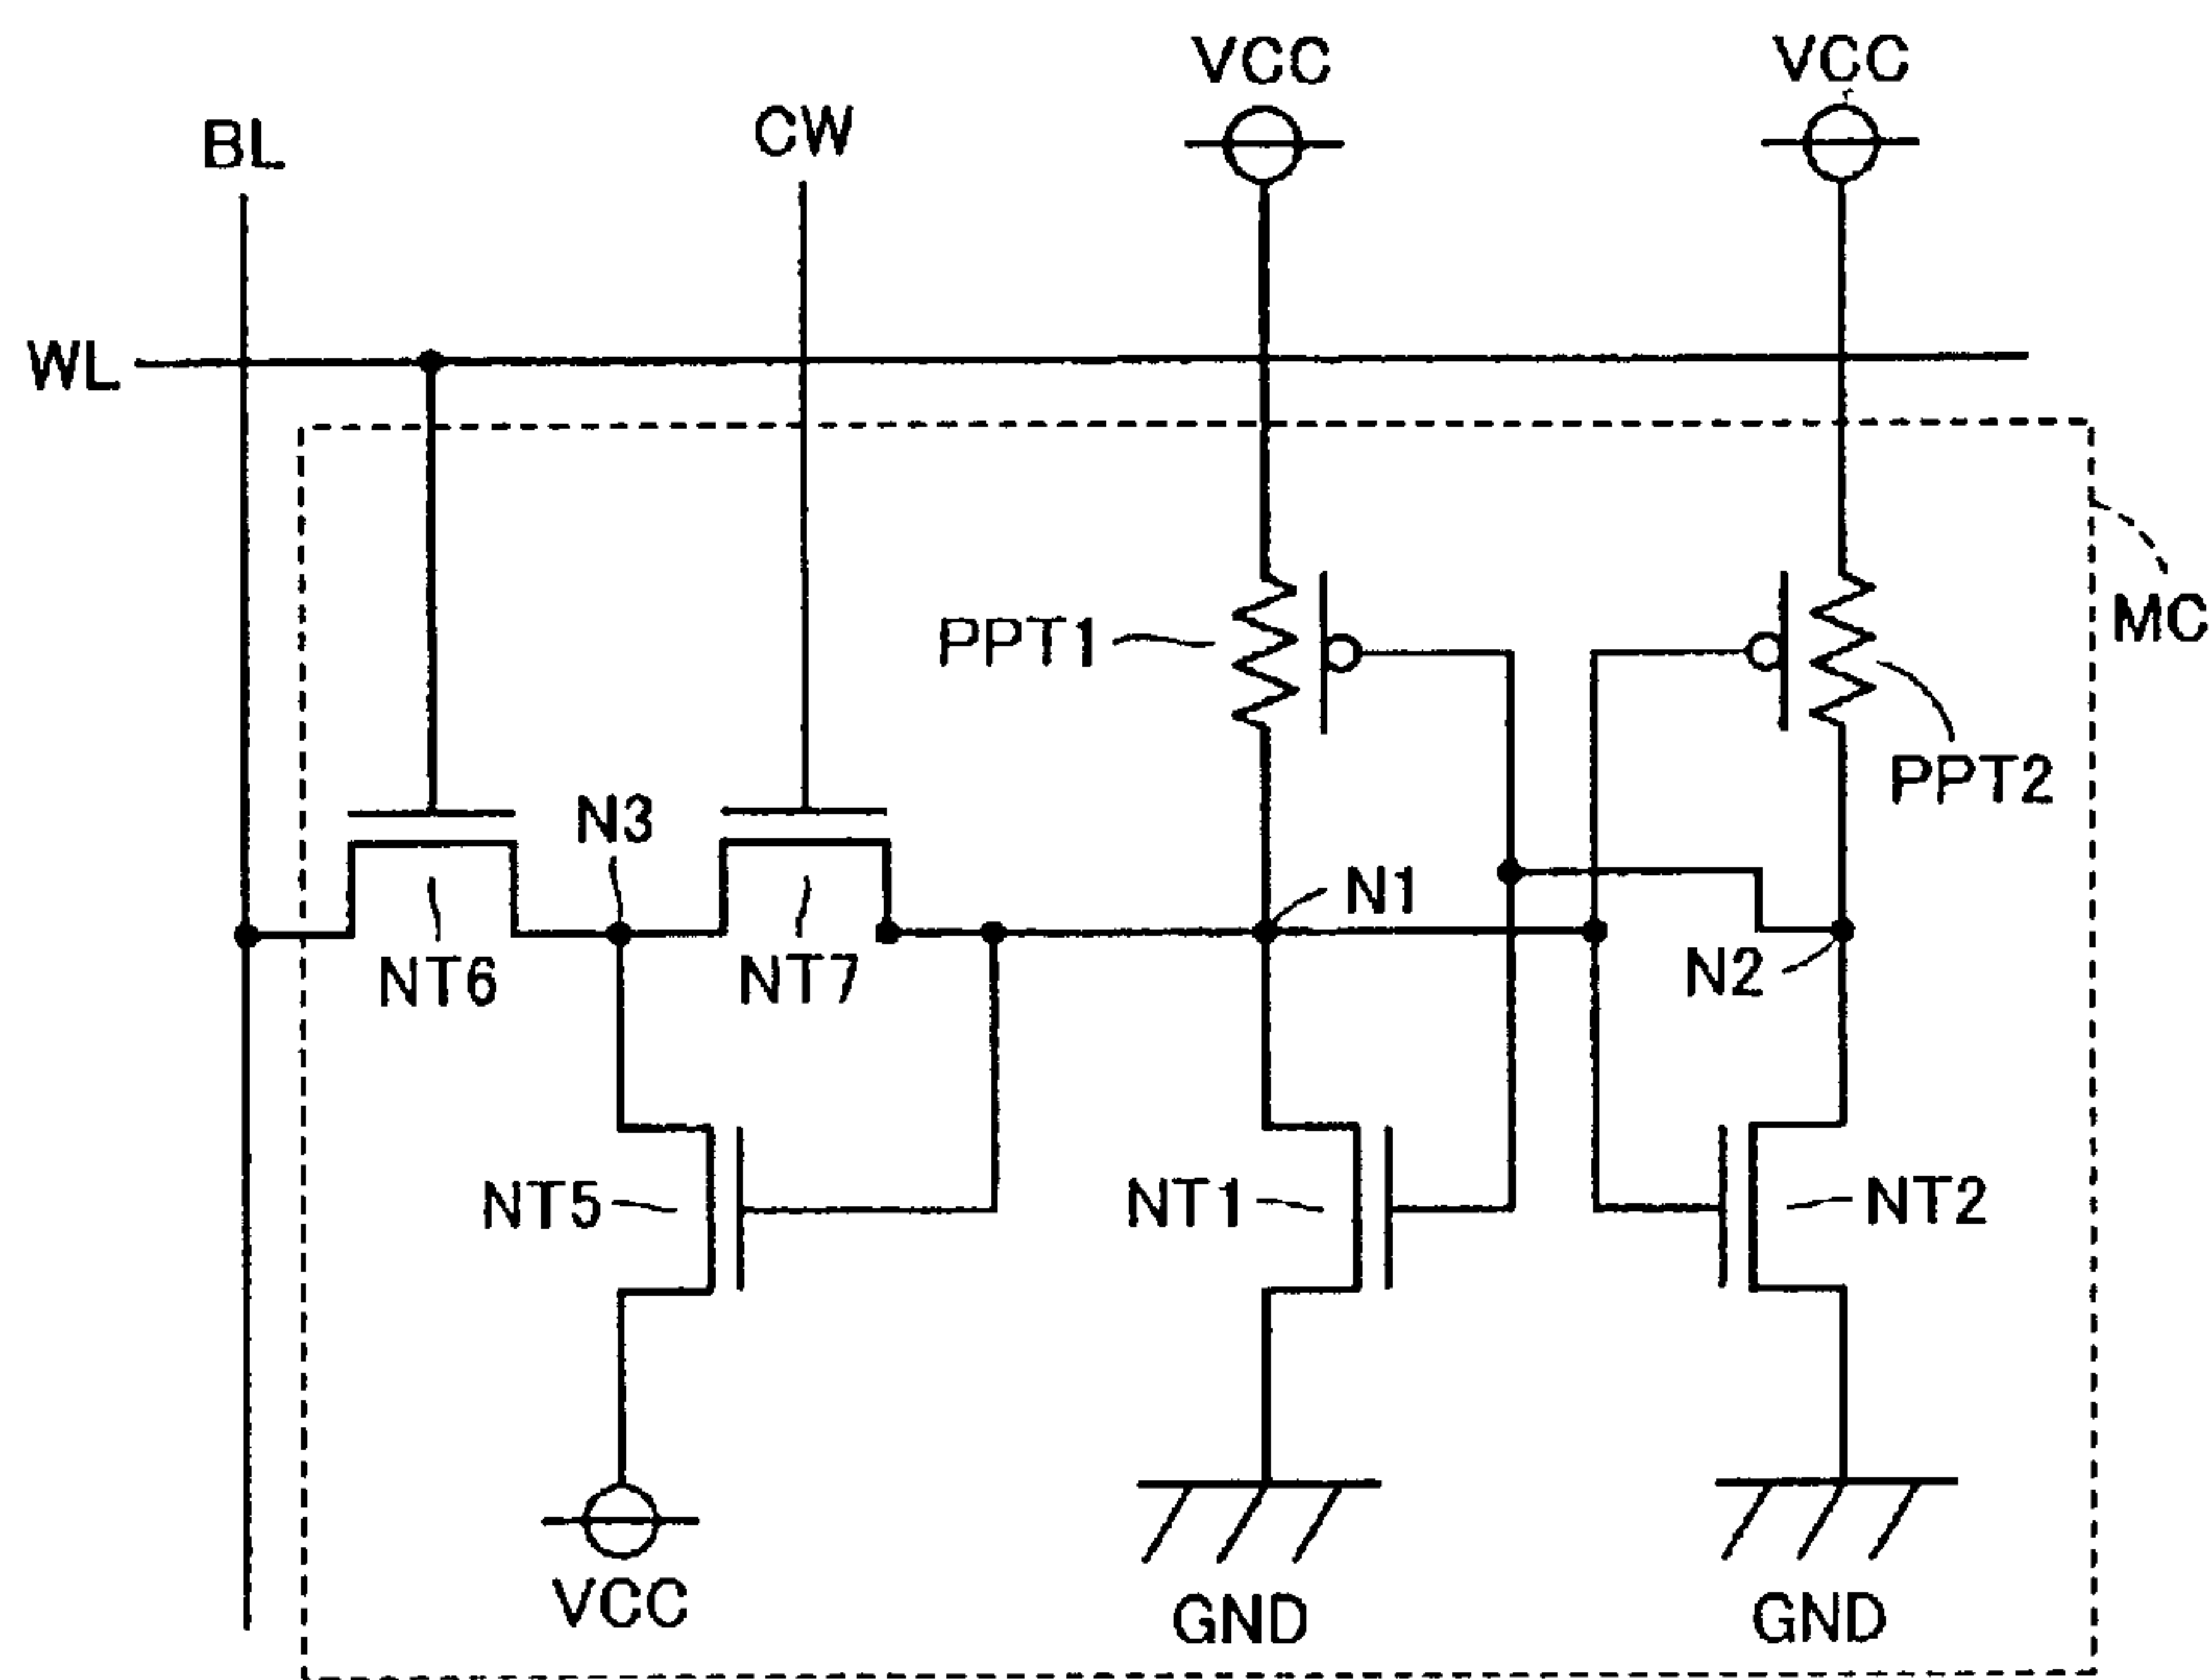 VCC
VCC
BL
CW
WL
MC
PPT1
PPT2
N3
N1
N2
NT6
NT7
NT5
NT1
NT2
VCC
GND
GND